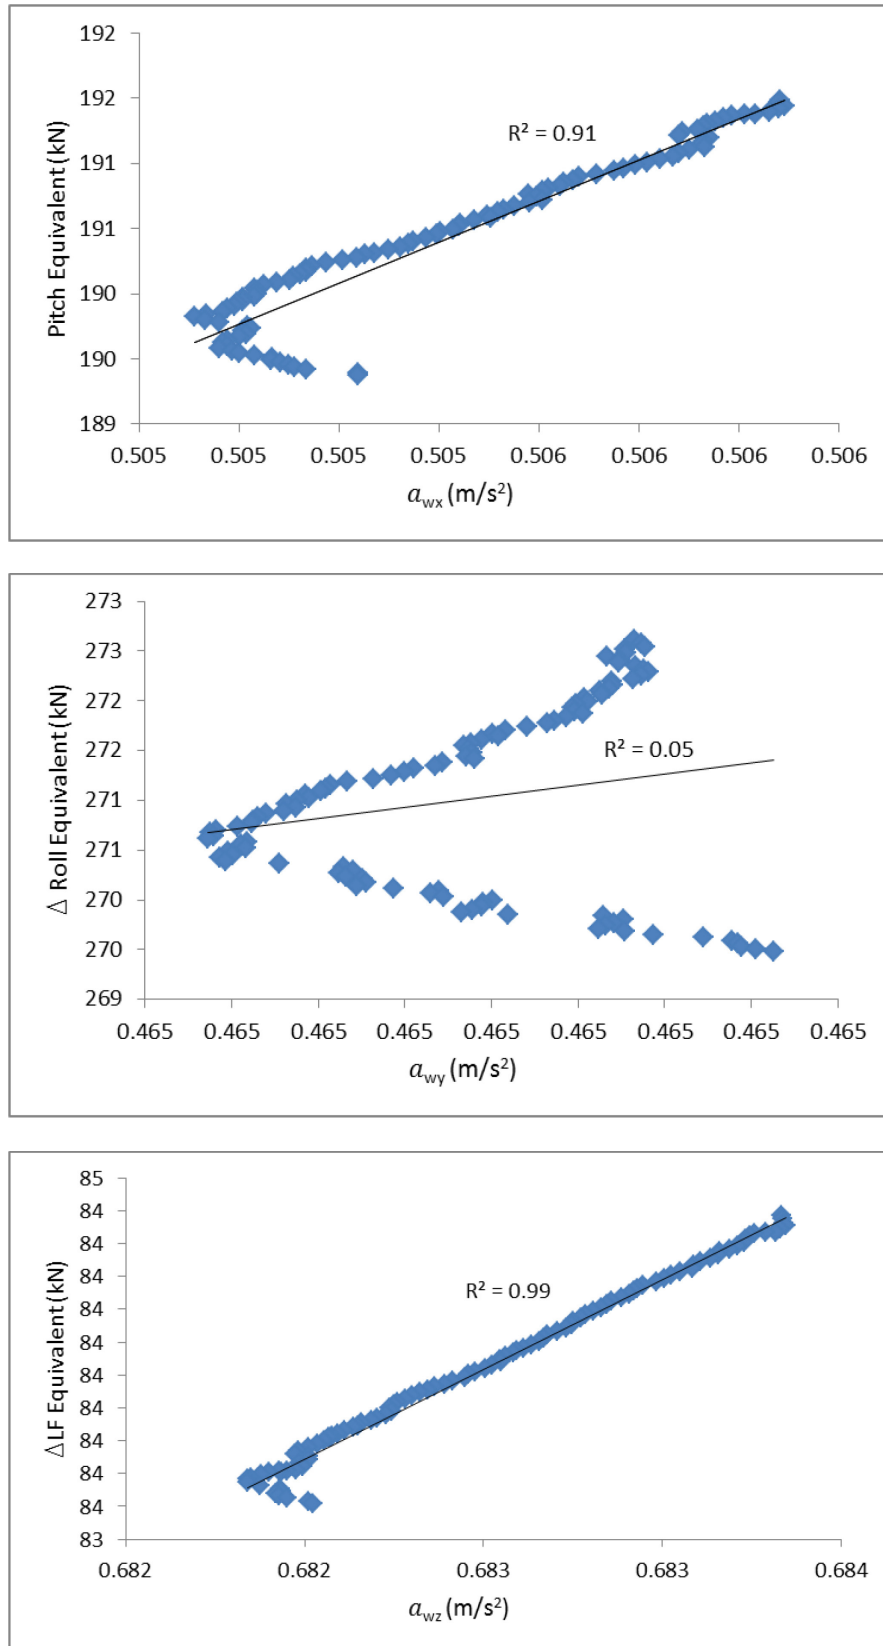 192
192
191
191
190
190
189
Pitch Equivalent (kN)
R² = 0.91
0.505 0.505 0.505 0.505 0.506 0.506 0.506 0.506
a_wx (m/s²)
273
273
272
272
271
271
270
270
269
△ Roll Equivalent (kN)
R² = 0.05
0.465 0.465 0.465 0.465 0.465 0.465 0.465 0.465 0.465
a_wy (m/s²)
85
84
84
84
84
84
84
84
84
84
84
83
△LF Equivalent (kN)
R² = 0.99
0.682 0.682 0.683 0.683 0.684
a_wz (m/s²)